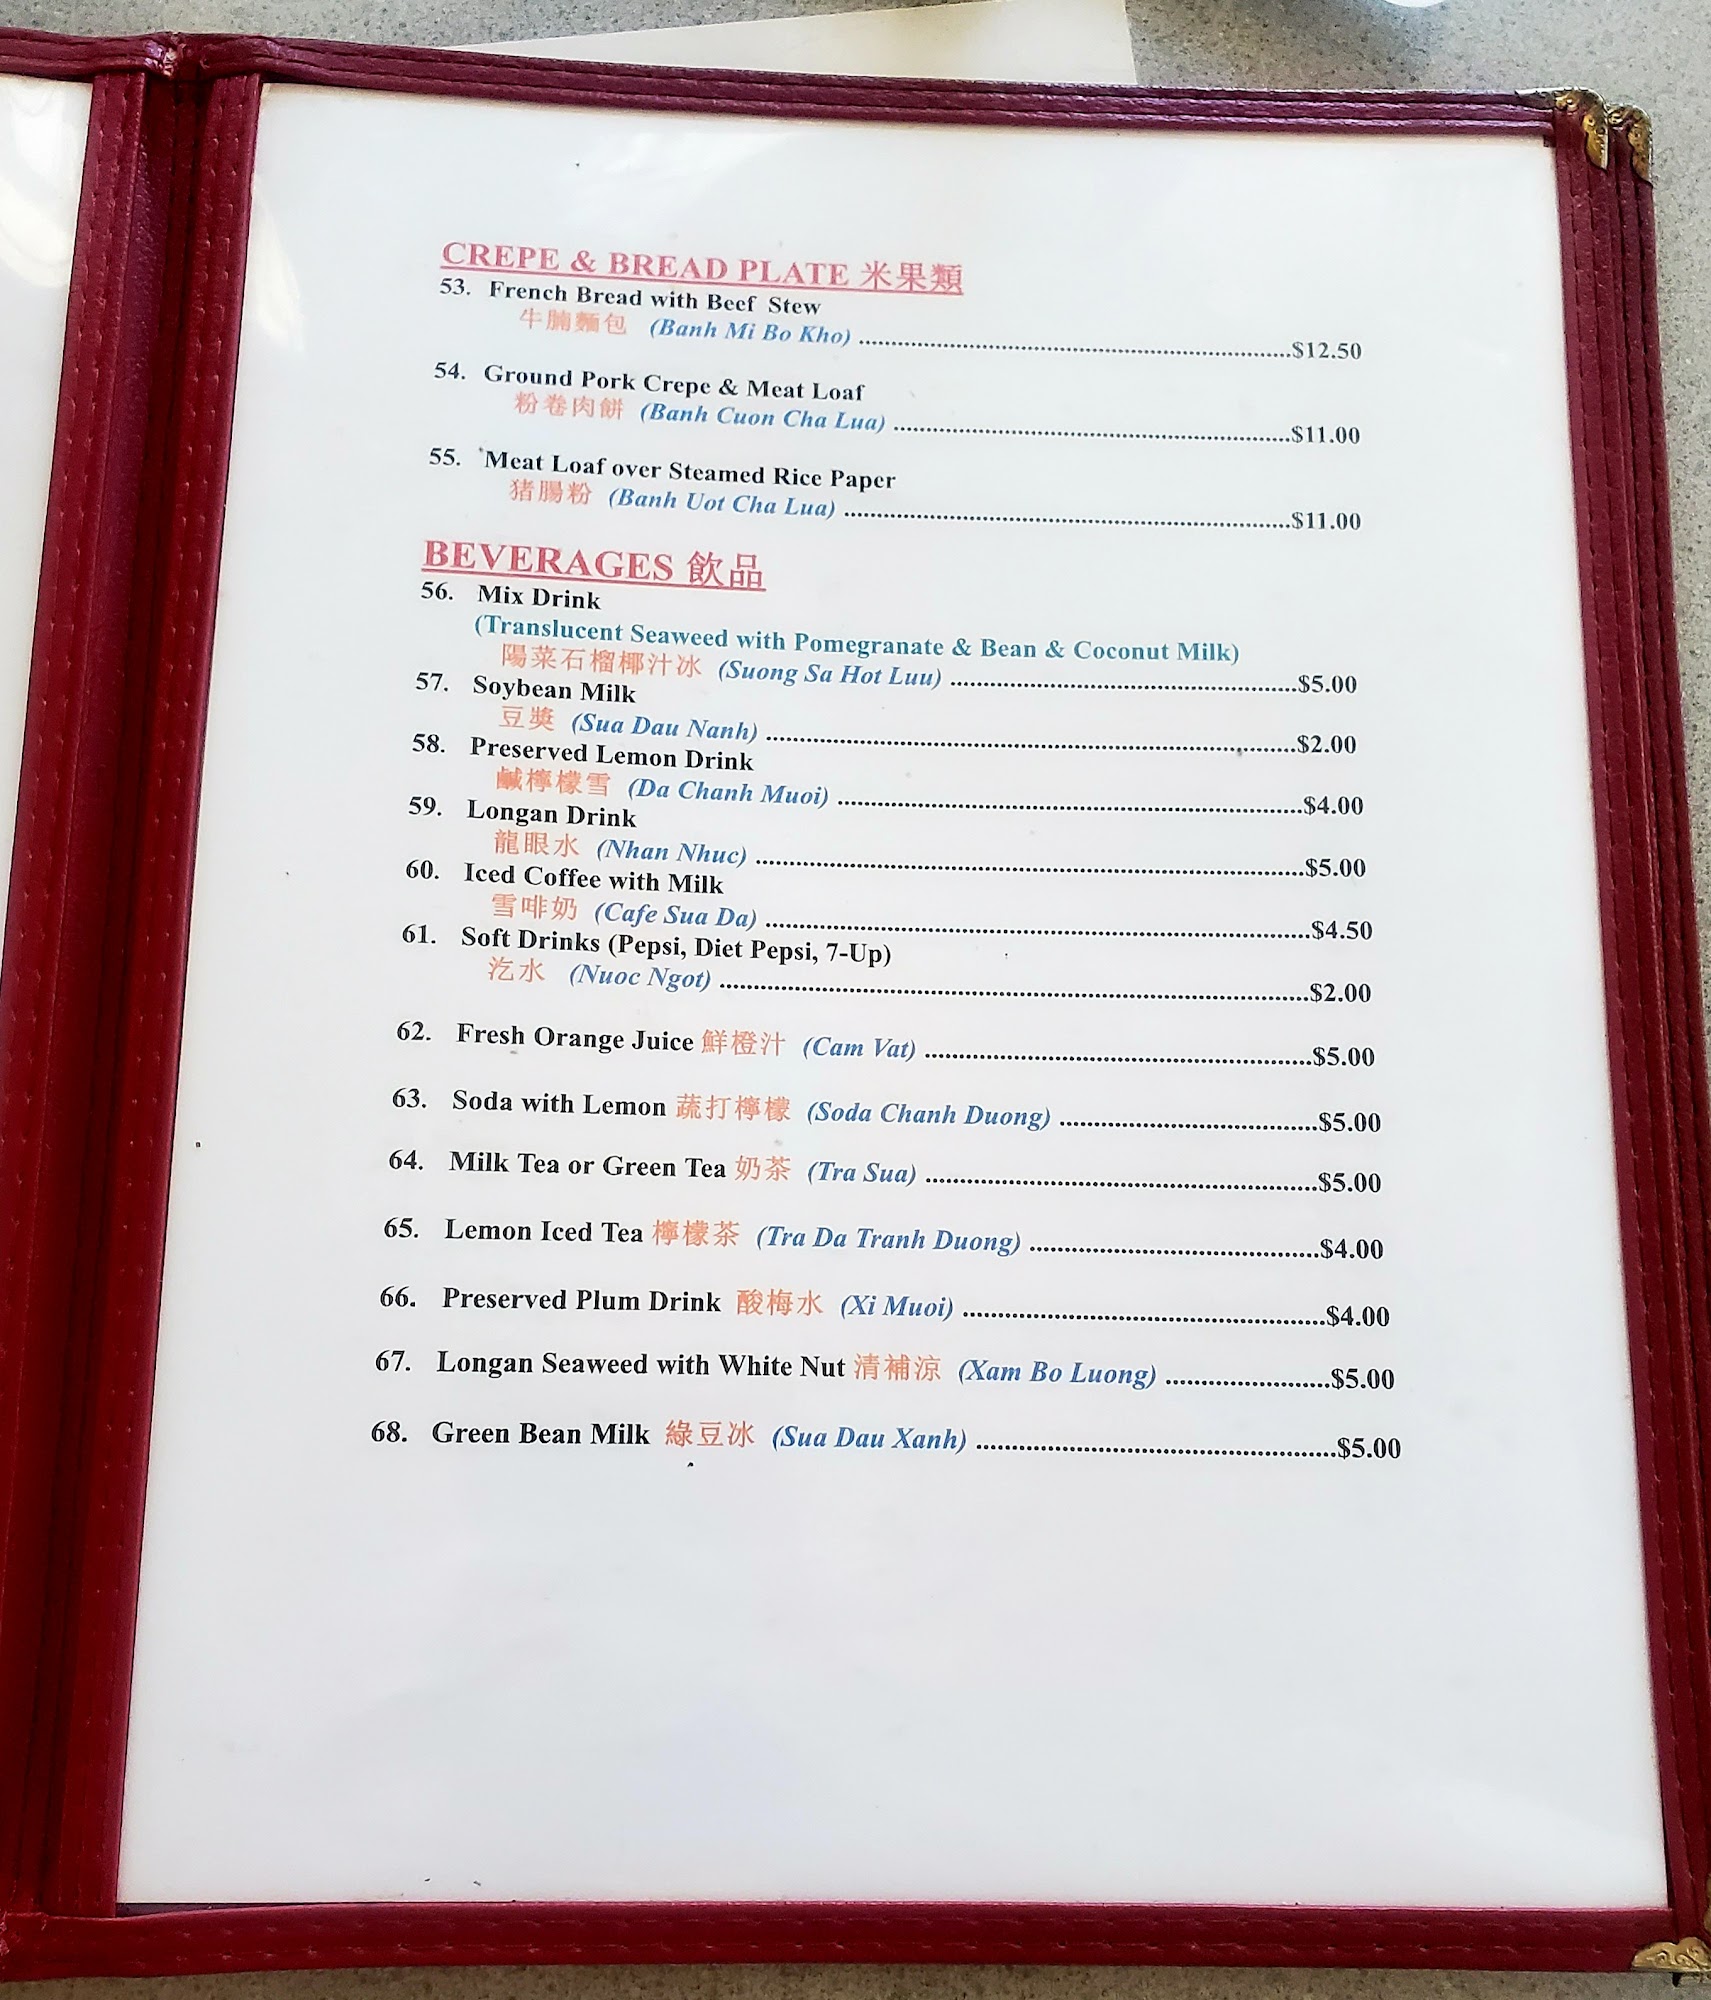 CREPE & BREAD PLATE 米果類
53. French Bread with Beef Stew
牛腩麵包 (Banh Mi Bo Kho) ........................$12.50
54. Ground Pork Crepe & Meat Loaf
粉卷肉餅 (Banh Cuon Cha Lua) ........................$11.00
55. Meat Loaf over Steamed Rice Paper
猪腸粉 (Banh Uot Cha Lua) ........................$11.00
BEVERAGES 飲品
56. Mix Drink
(Translucent Seaweed with Pomegranate & Bean & Coconut Milk)
陽菜石榴椰汁冰 (Suong Sa Hot Luu) ........................$5.00
57. Soybean Milk
豆奬 (Sua Dau Nanh) ........................$2.00
58. Preserved Lemon Drink
鹹檸檬雪 (Da Chanh Muoi) ........................$4.00
59. Longan Drink
龍眼水 (Nhan Nhuc) ........................$5.00
60. Iced Coffee with Milk
雪啡奶 (Cafe Sua Da) ........................$4.50
61. Soft Drinks (Pepsi, Diet Pepsi, 7-Up)
汔水 (Nuoc Ngot) ........................$2.00
62. Fresh Orange Juice 鮮橙汁 (Cam Vat) ........................$5.00
63. Soda with Lemon 蔬打檸檬 (Soda Chanh Duong) ........................$5.00
64. Milk Tea or Green Tea 奶茶 (Tra Sua) ........................$5.00
65. Lemon Iced Tea 檸檬茶 (Tra Da Tranh Duong) ........................$4.00
66. Preserved Plum Drink 酸梅水 (Xi Muoi) ........................$4.00
67. Longan Seaweed with White Nut 清補涼 (Xam Bo Luong) ........................$5.00
68. Green Bean Milk 綠豆冰 (Sua Dau Xanh) ........................$5.00